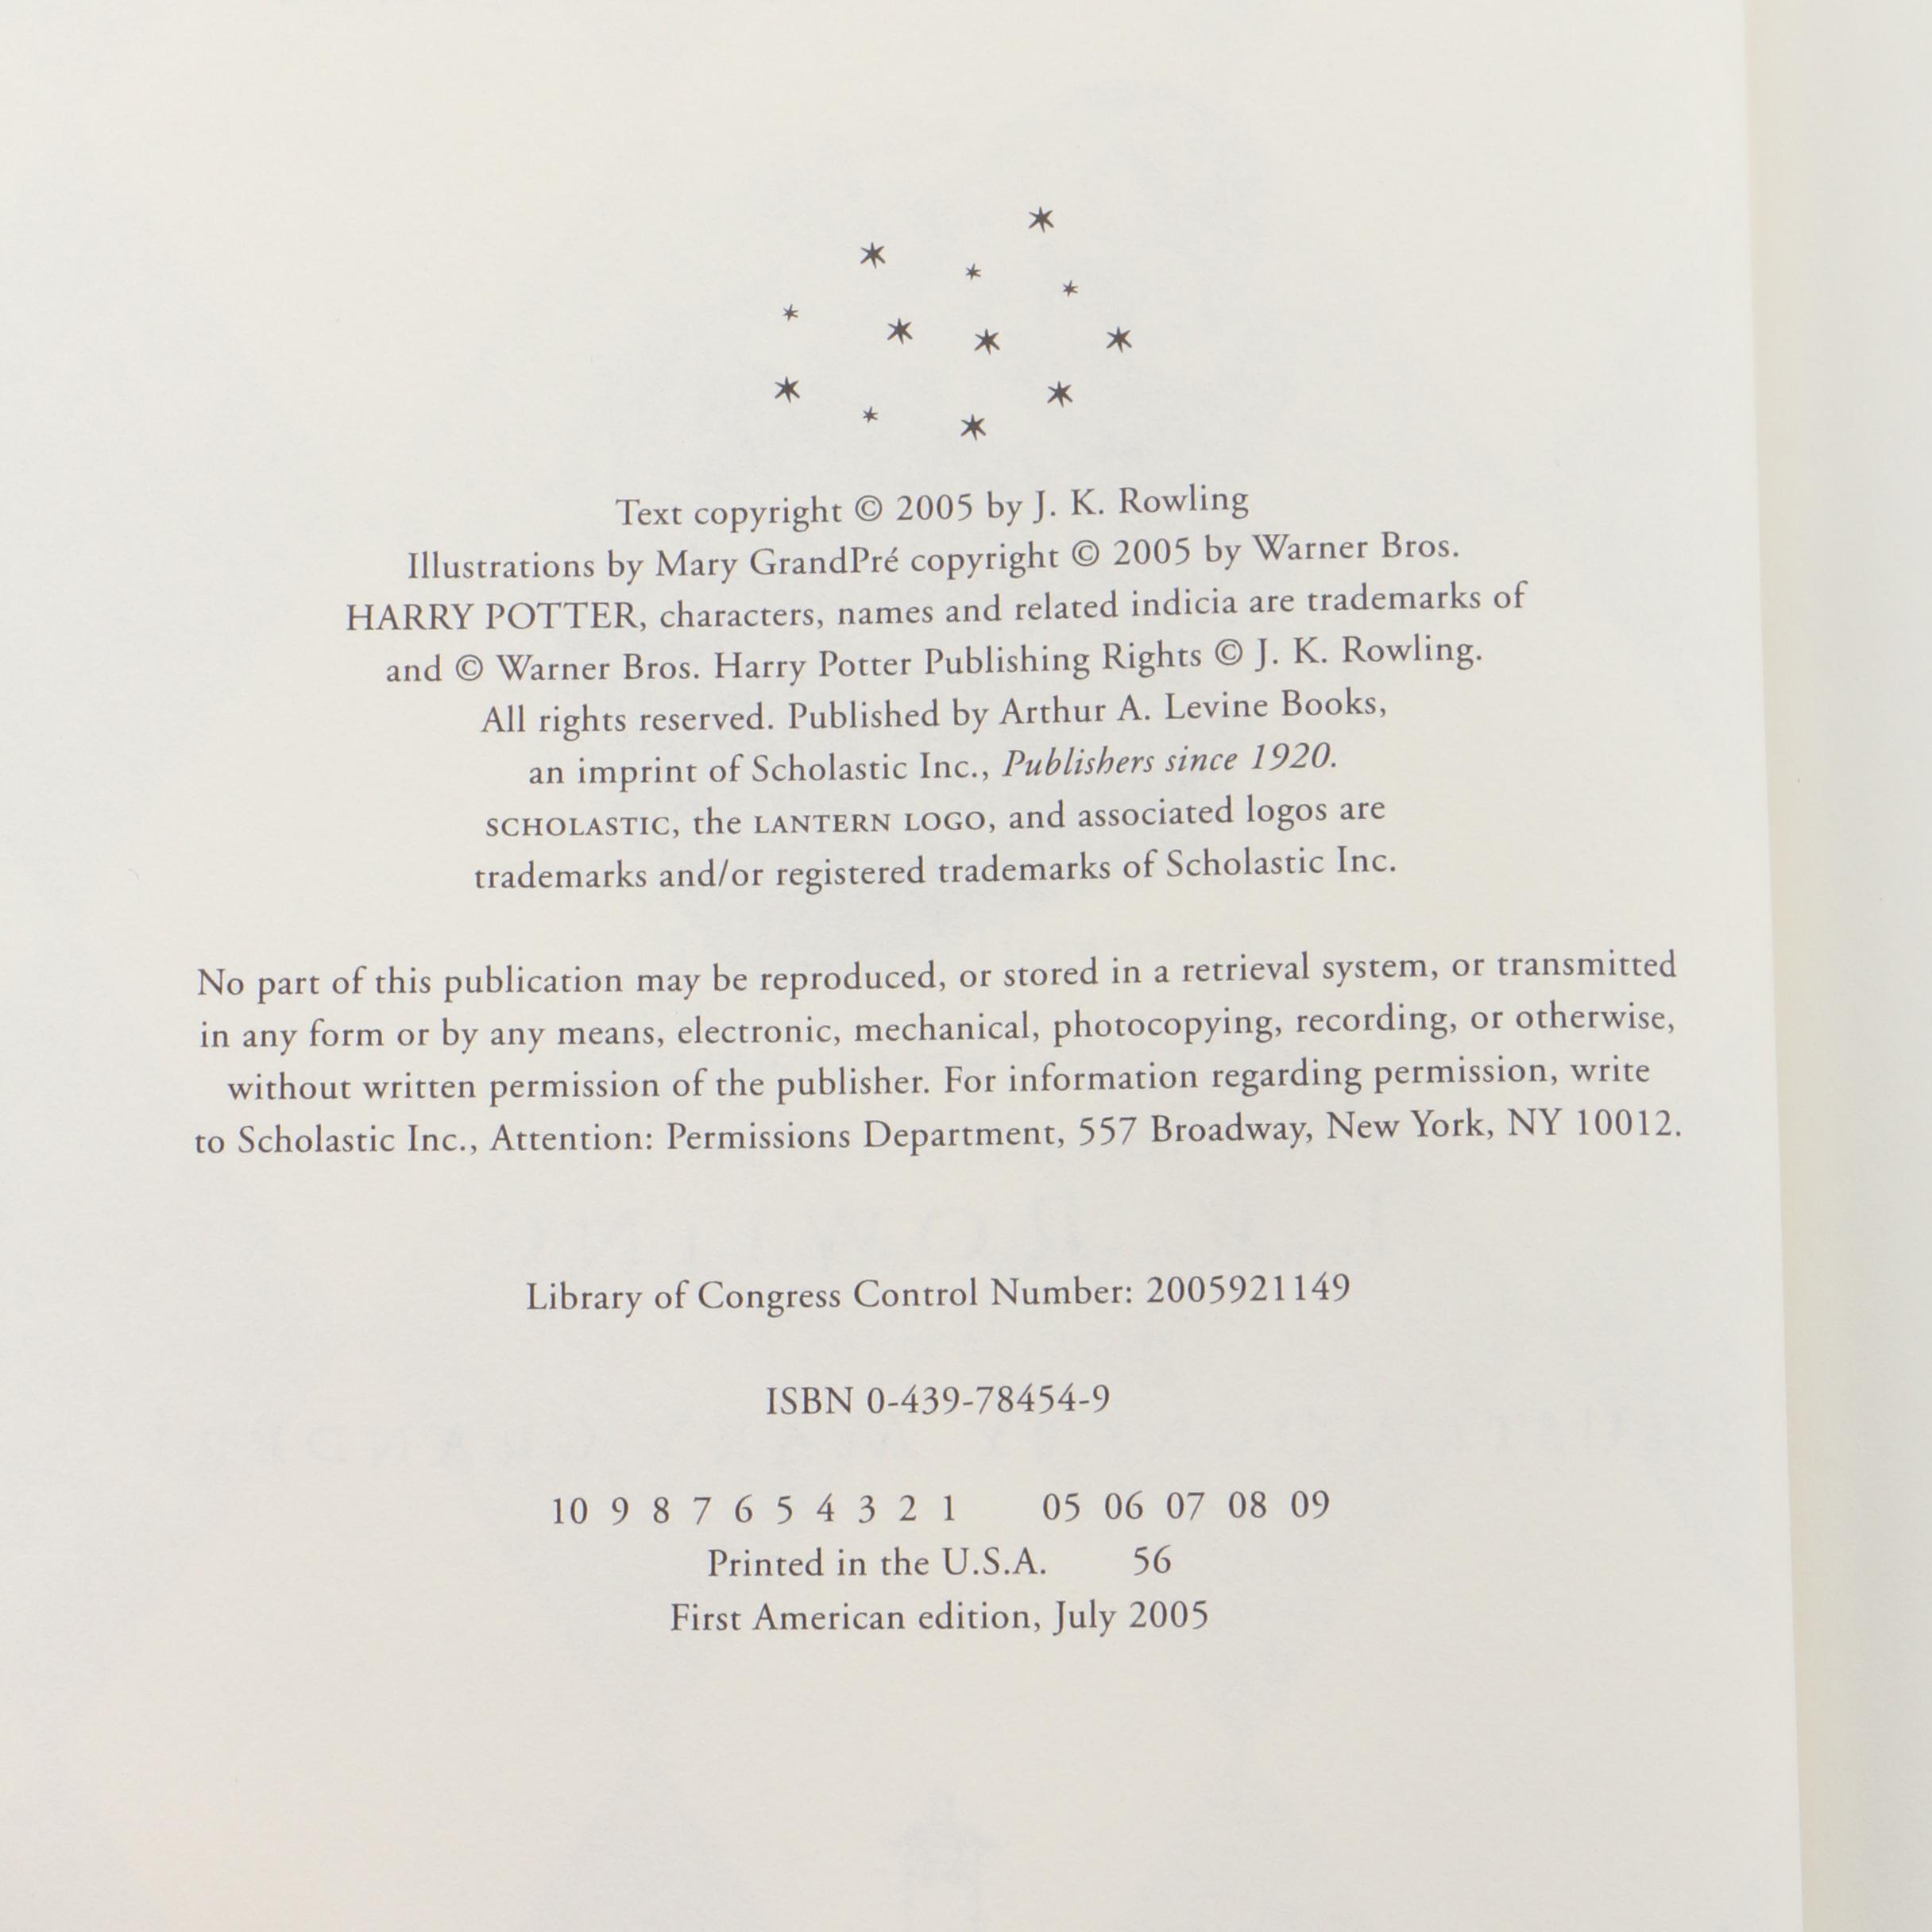 Text copyright © 2005 by J. K. Rowling
Illustrations by Mary GrandPré copyright © 2005 by Warner Bros.
HARRY POTTER, characters, names and related indicia are trademarks of
and © Warner Bros. Harry Potter Publishing Rights © J. K. Rowling.
All rights reserved. Published by Arthur A. Levine Books,
an imprint of Scholastic Inc., Publishers since 1920.
SCHOLASTIC, the LANTERN LOGO, and associated logos are
trademarks and/or registered trademarks of Scholastic Inc.
No part of this publication may be reproduced, or stored in a retrieval system, or transmitted
in any form or by any means, electronic, mechanical, photocopying, recording, or otherwise,
without written permission of the publisher. For information regarding permission, write
to Scholastic Inc., Attention: Permissions Department, 557 Broadway, New York, NY 10012.
Library of Congress Control Number: 2005921149
ISBN 0-439-78454-9
10 9 8 7 6 5 4 3 2 1 05 06 07 08 09
Printed in the U.S.A. 56
First American edition, July 2005